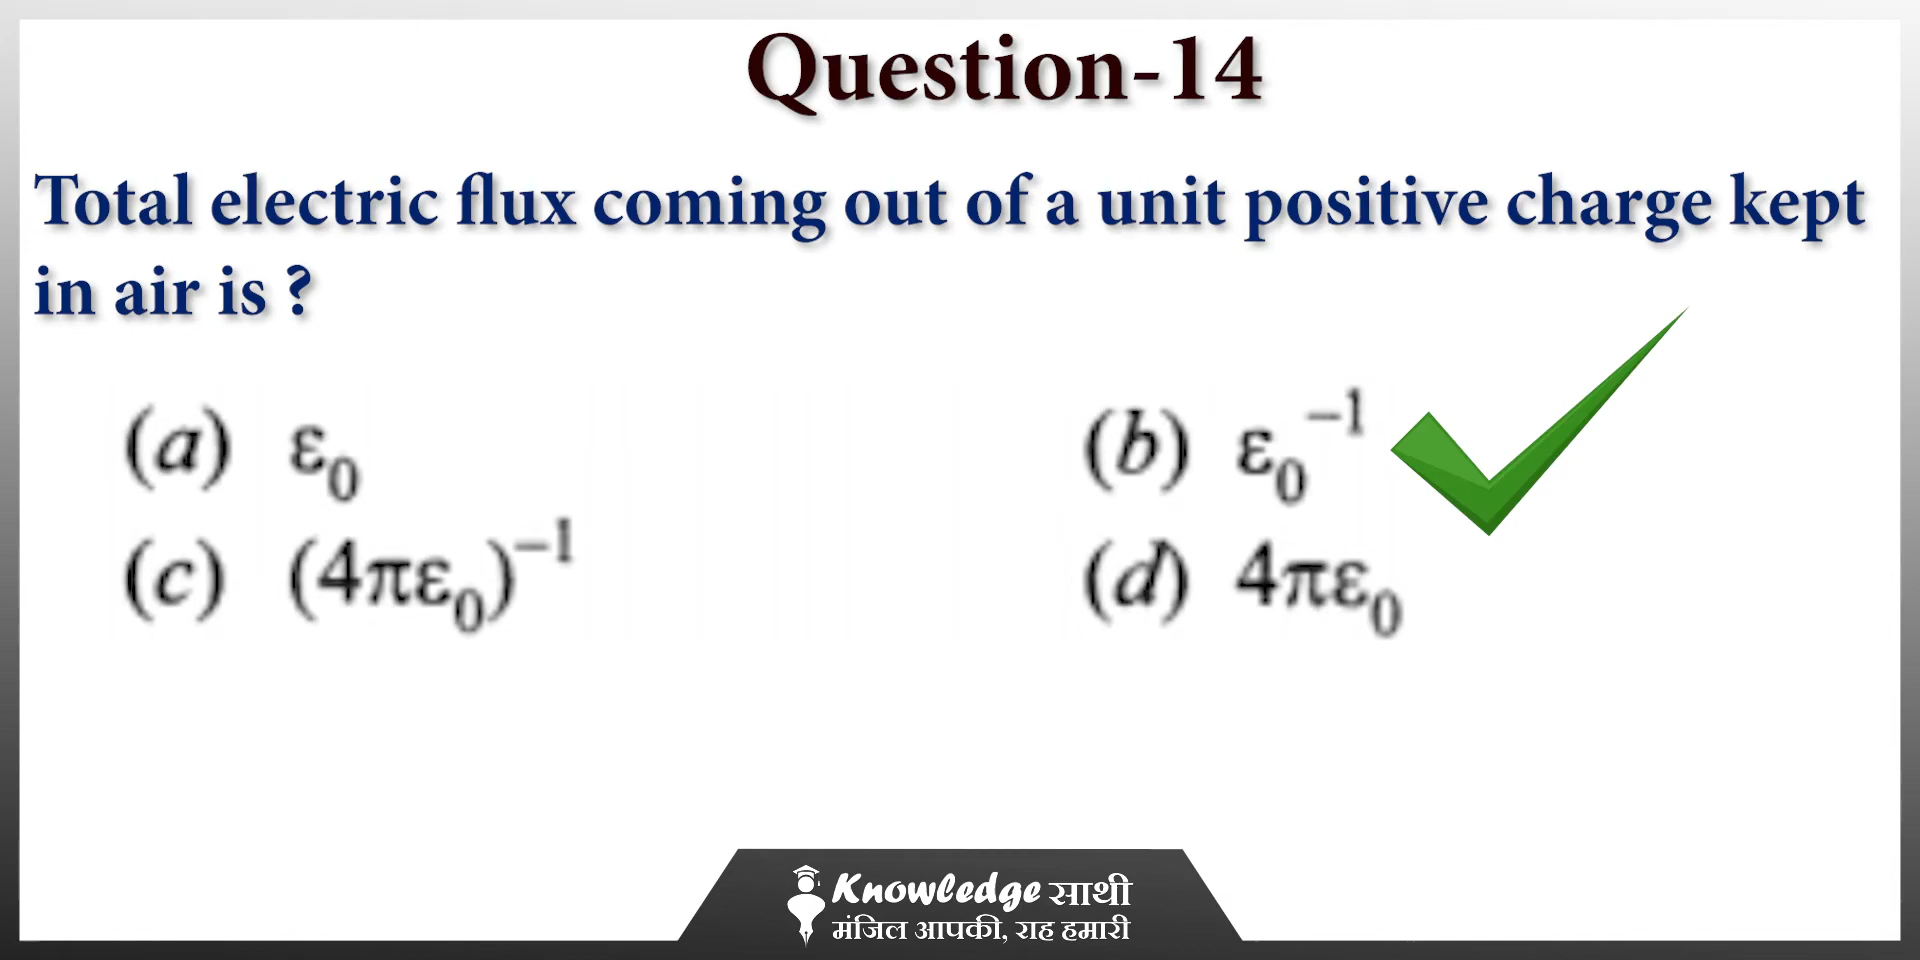 Question-14
Total electric flux coming out of a unit positive charge kept
in air is ?
(a) ε₀ (b) ε₀⁻¹
(c) (4πε₀)⁻¹ (d) 4πε₀
Knowledge साथी
मंजिल आपकी, राह हमारी